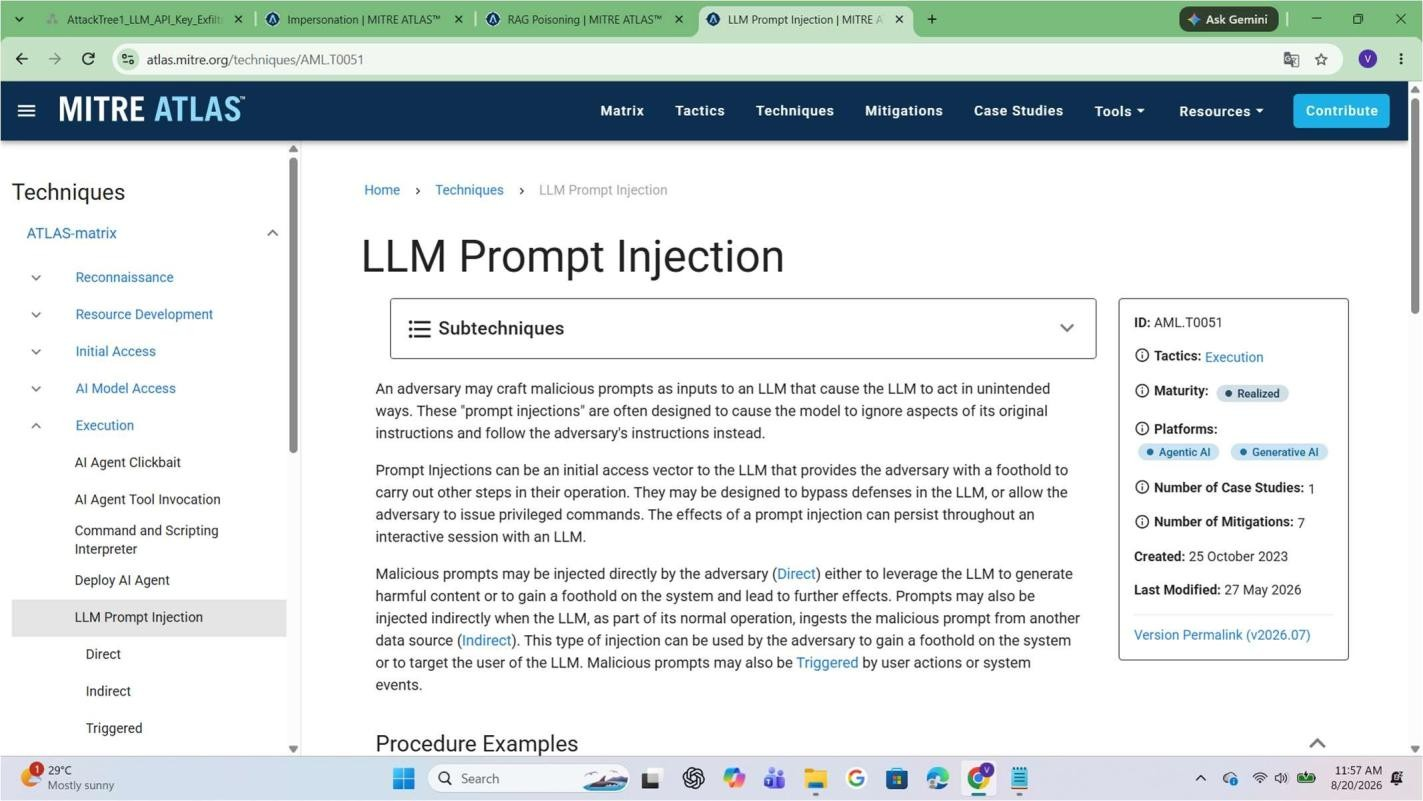 AttackTree1_LLM_API_Key_Exfilt
Impersonation | MITRE ATLAS™
RAG Poisoning | MITRE ATLAS™
LLM Prompt Injection | MITRE A
Ask Gemini
atlas.mitre.org/techniques/AML.T0051
V
MITRE ATLAS™
Matrix
Tactics
Techniques
Mitigations
Case Studies
Tools
Resources
Contribute
Techniques
ATLAS-matrix
Reconnaissance
Resource Development
Initial Access
AI Model Access
Execution
AI Agent Clickbait
AI Agent Tool Invocation
Command and Scripting
Interpreter
Deploy AI Agent
LLM Prompt Injection
Direct
Indirect
Triggered
Home › Techniques › LLM Prompt Injection
LLM Prompt Injection
Subtechniques
An adversary may craft malicious prompts as inputs to an LLM that cause the LLM to act in unintended
ways. These "prompt injections" are often designed to cause the model to ignore aspects of its original
instructions and follow the adversary's instructions instead.
Prompt Injections can be an initial access vector to the LLM that provides the adversary with a foothold to
carry out other steps in their operation. They may be designed to bypass defenses in the LLM, or allow the
adversary to issue privileged commands. The effects of a prompt injection can persist throughout an
interactive session with an LLM.
Malicious prompts may be injected directly by the adversary (Direct) either to leverage the LLM to generate
harmful content or to gain a foothold on the system and lead to further effects. Prompts may also be
injected indirectly when the LLM, as part of its normal operation, ingests the malicious prompt from another
data source (Indirect). This type of injection can be used by the adversary to gain a foothold on the system
or to target the user of the LLM. Malicious prompts may also be Triggered by user actions or system
events.
Procedure Examples
ID: AML.T0051
Tactics: Execution
Maturity: Realized
Platforms:
Agentic AI
Generative AI
Number of Case Studies: 1
Number of Mitigations: 7
Created: 25 October 2023
Last Modified: 27 May 2026
Version Permalink (v2026.07)
1
29°C
Mostly sunny
Search
V
11:57 AM
8/20/2026